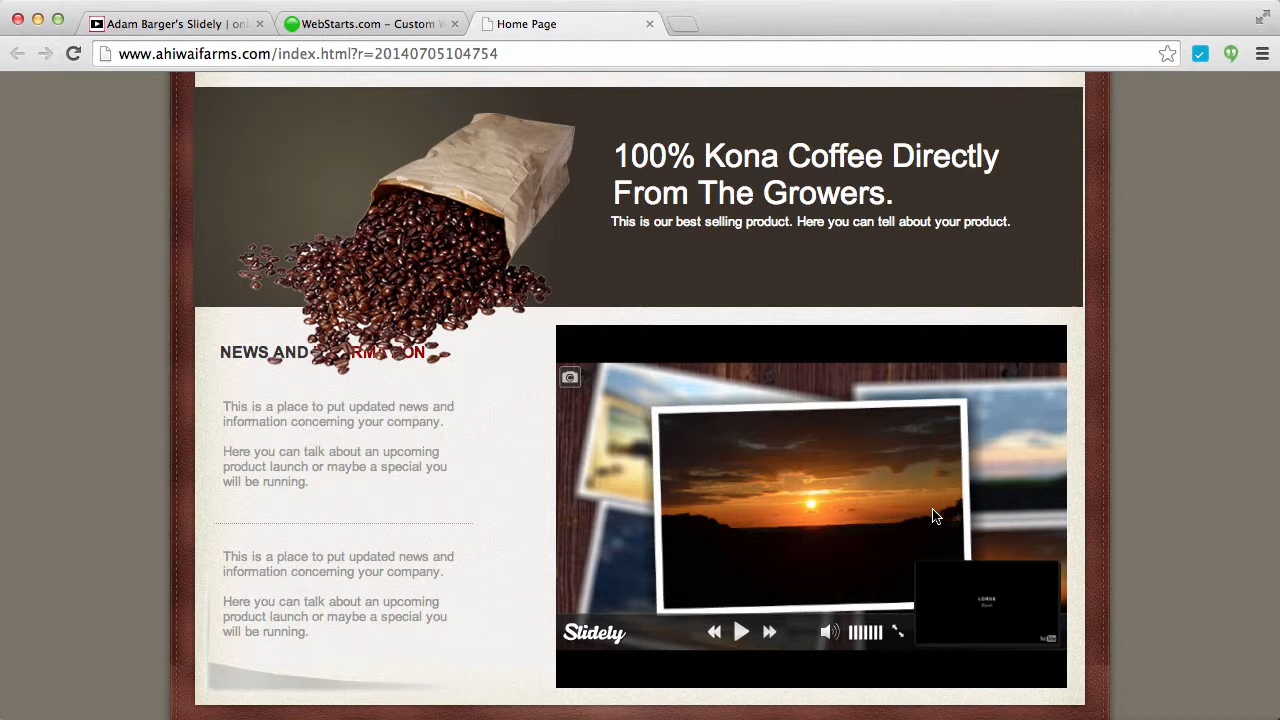 Adam Barger's Slidely | onl
WebStarts.com – Custom W
Home Page
www.ahiwaifarms.com/index.html?r=20140705104754
100% Kona Coffee Directly
From The Growers.
This is our best selling product. Here you can tell about your product.
NEWS AND
This is a place to put updated news and
information concerning your company.
Here you can talk about an upcoming
product launch or maybe a special you
will be running.
This is a place to put updated news and
information concerning your company.
Here you can talk about an upcoming
product launch or maybe a special you
will be running.
LORDE
Slidely
YouTube